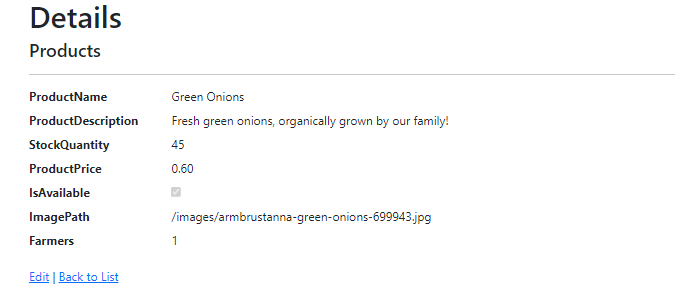 Details
Products
ProductName Green Onions
ProductDescription Fresh green onions, organically grown by our family!
StockQuantity 45
ProductPrice 0.60
IsAvailable
ImagePath /images/armbrustanna-green-onions-699943.jpg
Farmers 1
Edit | Back to List